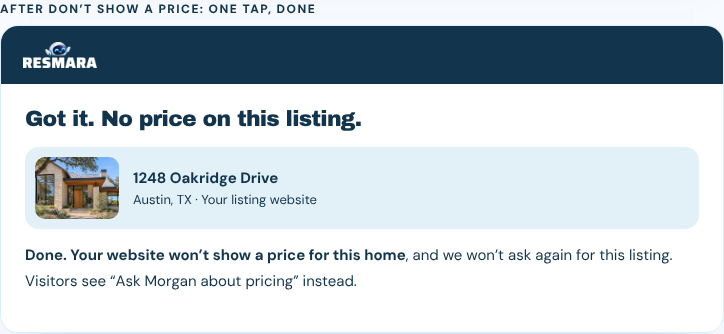 AFTER DON’T SHOW A PRICE: ONE TAP, DONE
RESMARA
Got it. No price on this listing.
1248 Oakridge Drive
Austin, TX · Your listing website
Done. Your website won’t show a price for this home, and we won’t ask again for this listing.
Visitors see “Ask Morgan about pricing” instead.